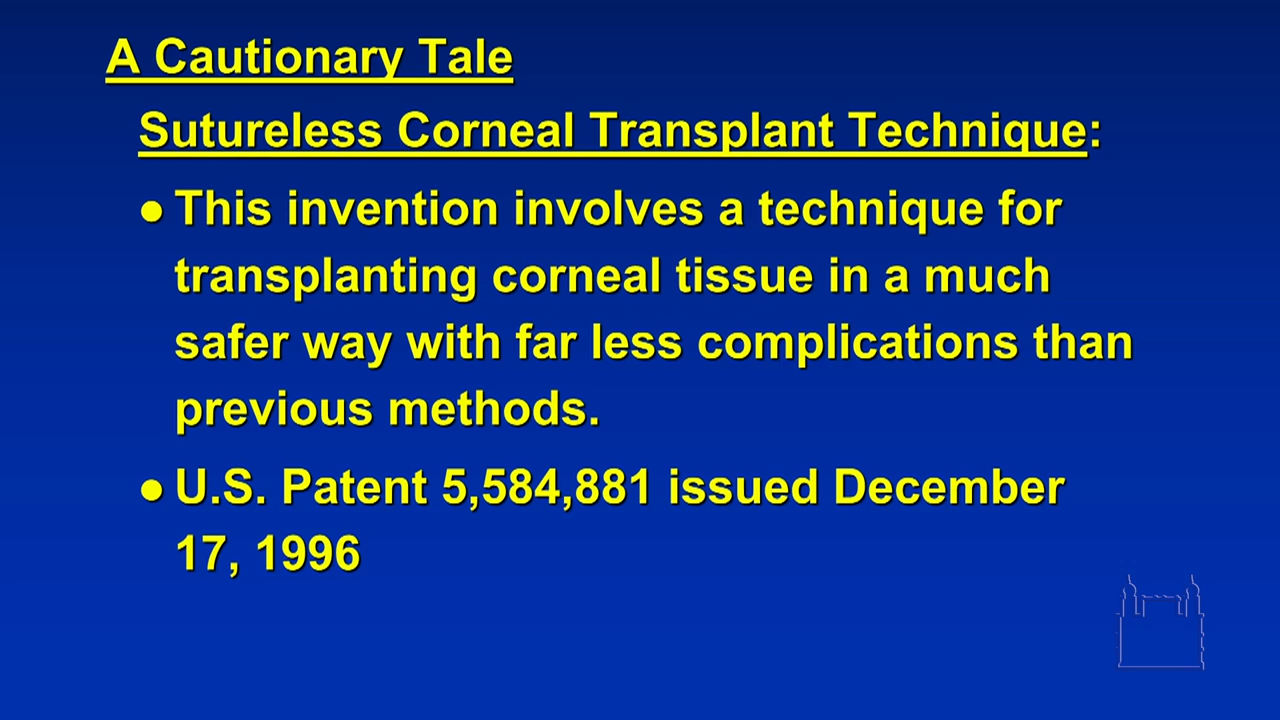 A Cautionary Tale
Sutureless Corneal Transplant Technique:
● This invention involves a technique for
transplanting corneal tissue in a much
safer way with far less complications than
previous methods.
● U.S. Patent 5,584,881 issued December
17, 1996